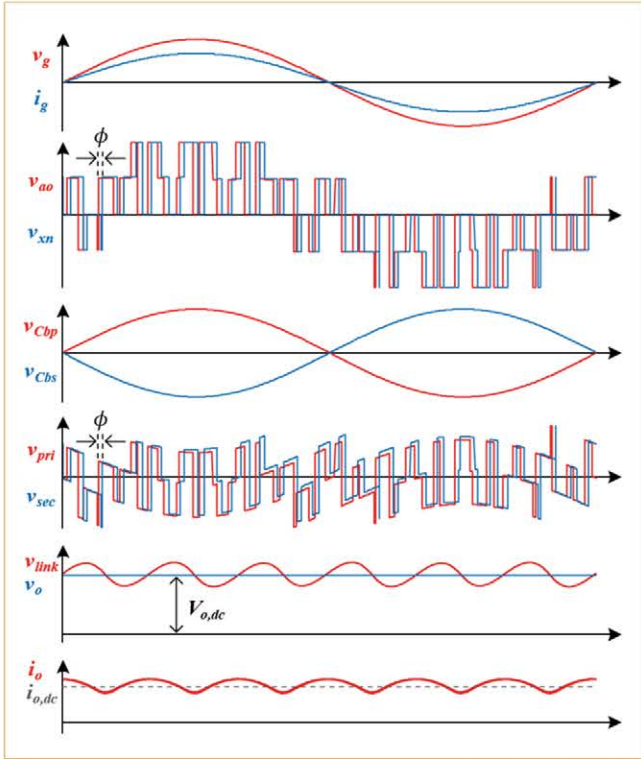 v_g
i_g
ϕ
v_ao
v_xn
v_Cbp
v_Cbs
ϕ
v_pri
v_sec
v_link
v_o
V_o,dc
i_o
i_o,dc